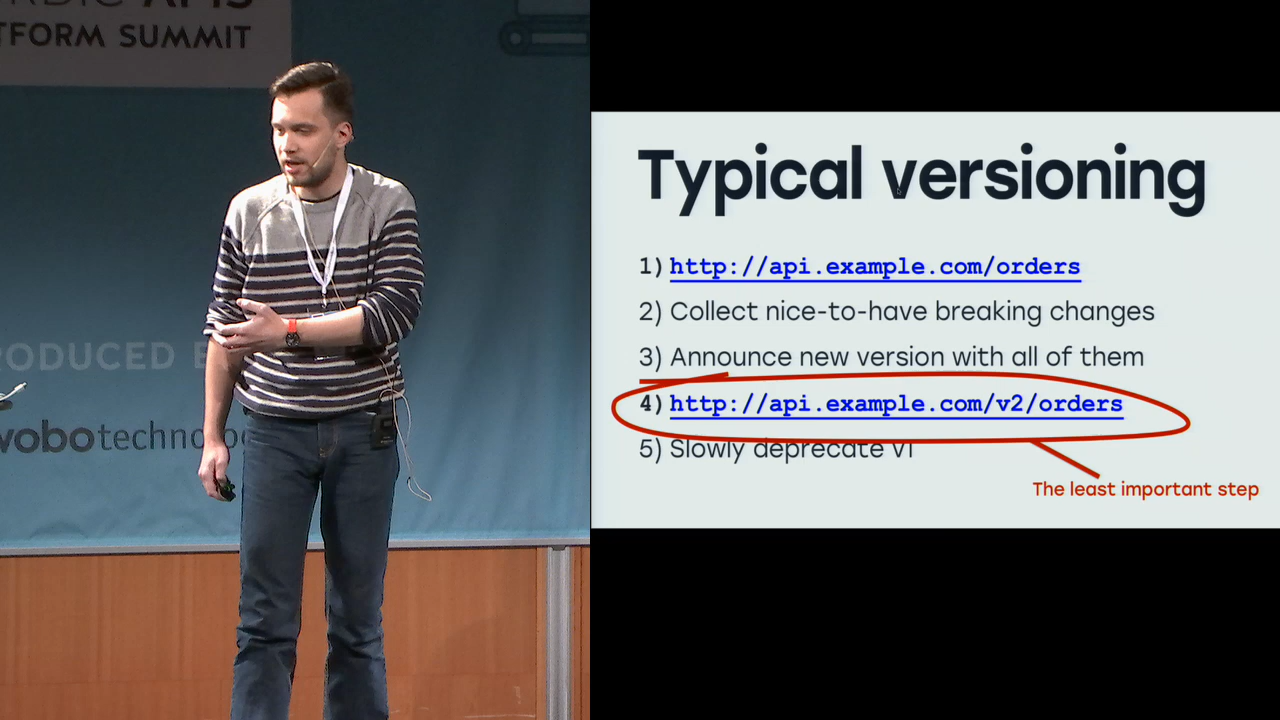 TFORM SUMMIT
RODUCED
wobo technolo
Typical versioning
1) http://api.example.com/orders
2) Collect nice-to-have breaking changes
3) Announce new version with all of them
4) http://api.example.com/v2/orders
5) Slowly deprecate v1
The least important step